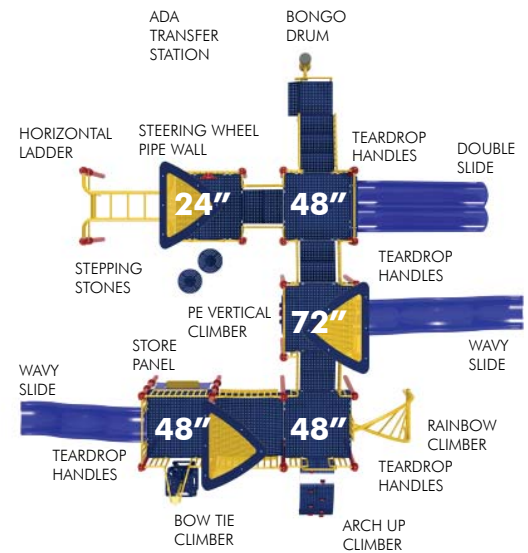 ADA
TRANSFER
STATION
BONGO
DRUM
HORIZONTAL
LADDER
STEERING WHEEL
PIPE WALL
TEARDROP
HANDLES
DOUBLE
SLIDE
24”
48”
STEPPING
STONES
TEARDROP
HANDLES
PE VERTICAL
CLIMBER
72”
WAVY
SLIDE
STORE
PANEL
WAVY
SLIDE
48”
48”
RAINBOW
CLIMBER
TEARDROP
HANDLES
TEARDROP
HANDLES
BOW TIE
CLIMBER
ARCH UP
CLIMBER